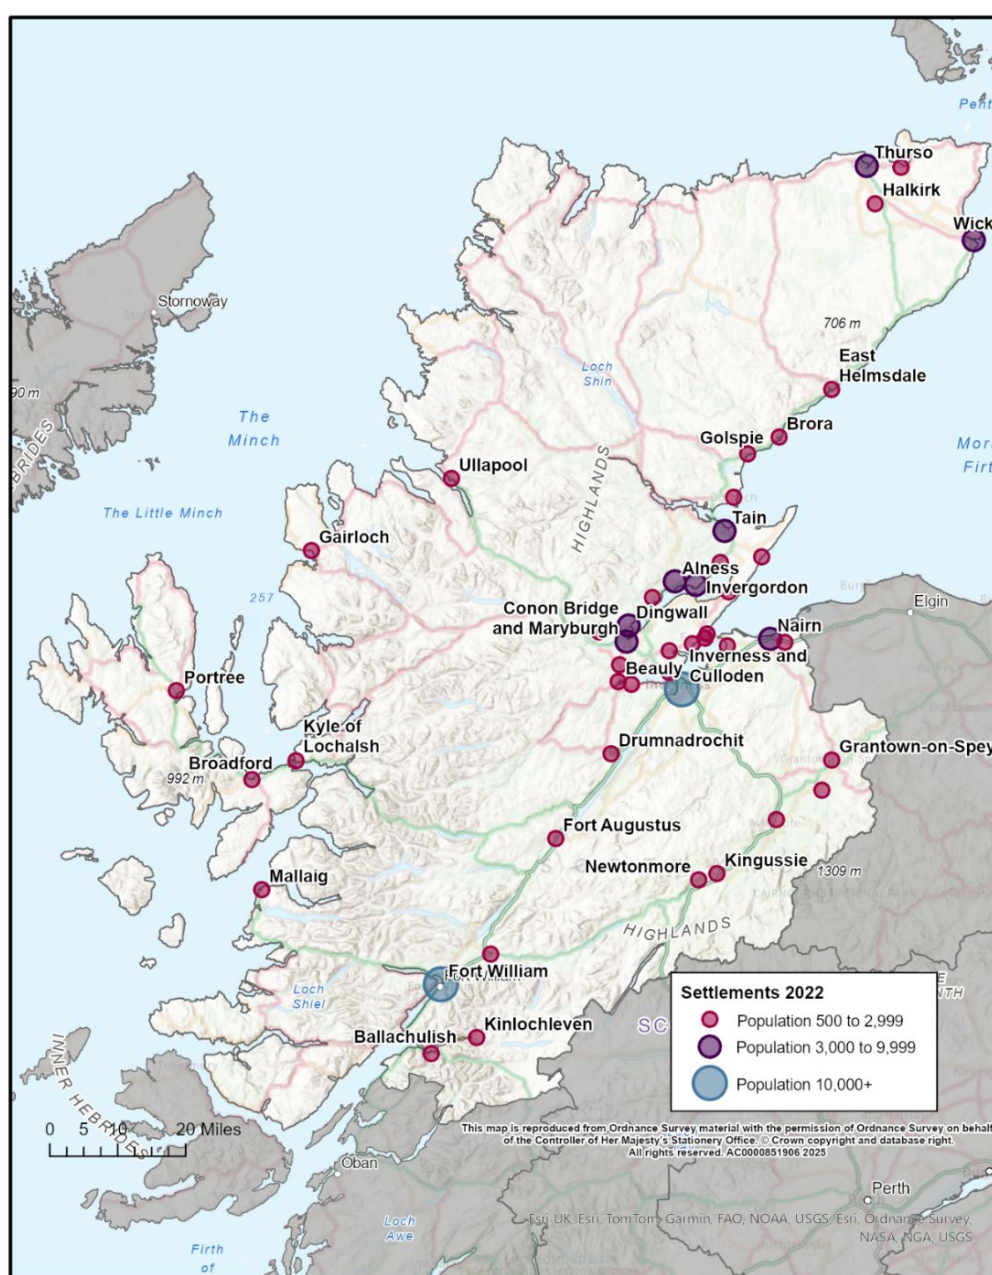 Pent
Thurso
Halkirk
Wick
Stornoway
706 m
East
Helmsdale
Loch
Shin
90 m
The
Minch
Brora
Golspie
Mors
Firt
BRIDES
HIGHLANDS
Ullapool
The Little Minch
Tain
Gairloch
Alness
Invergordon
257
Conon Bridge
and Maryburgh
Dingwall
Elgin
Nairn
Inverness and
Culloden
Beauly
Portree
Kyle of
Lochalsh
Drumnadrochit
Grantown-on-Spey
Broadford
992 m
Fort Augustus
Newtonmore
Kingussie
1309 m
Mallaig
HIGHLANDS
Fort William
Fort William
Loch
Shiel
Kinlochleven
Ballachulish
SC
INNER HEBRIDES
Settlements 2022
Population 500 to 2,999
Population 3,000 to 9,999
Population 10,000+
0 5 10 20 Miles
This map is reproduced from Ordnance Survey material with the permission of Ordnance Survey on behalf
of the Controller of Her Majesty's Stationery Office. © Crown copyright and database right.
All rights reserved. AC0000851906 2025
Oban
Perth
Loch
Awe
Esri UK, Esri, TomTom, Garmin, FAO, NOAA, USGS, Esri, Ordnance Survey,
NASA, NGA, USGS
Firth
of